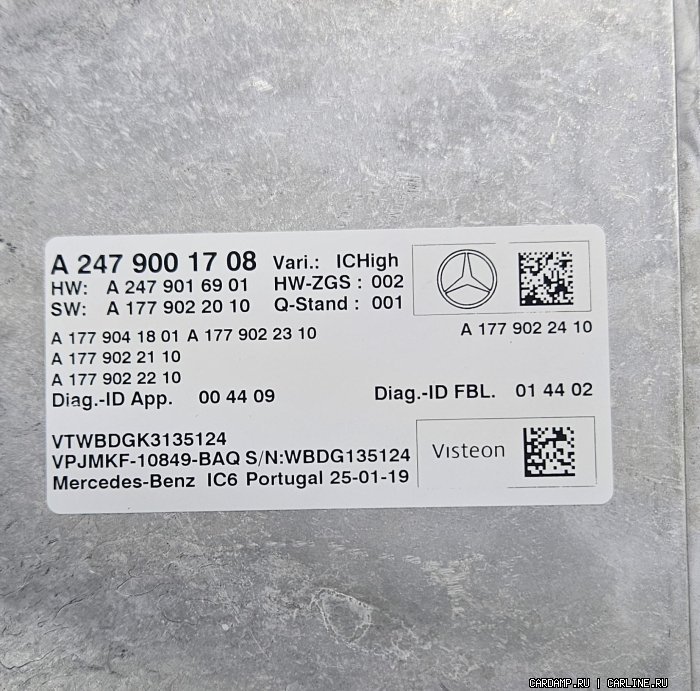 A 247 900 17 08 Vari.: ICHigh
HW: A 247 901 69 01 HW-ZGS : 002
SW: A 177 902 20 10 Q-Stand : 001
A 177 904 18 01 A 177 902 23 10 A 177 902 24 10
A 177 902 21 10
A 177 902 22 10
Diag.-ID App. 00 44 09 Diag.-ID FBL. 01 44 02
VTWBDGK3135124
VPJMKF-10849-BAQ S/N:WBDG135124
Mercedes-Benz IC6 Portugal 25-01-19
Visteon
CARDAMP.RU | CARLINE.RU